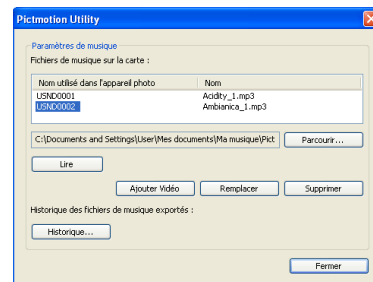 Pictmotion Utility
Paramètres de musique
Fichiers de musique sur la carte :
Nom utilisé dans l'appareil photo Nom
USND0001 Acidity_1.mp3
USND0002 Ambianica_1.mp3
C:\Documents and Settings\User\Mes documents\Ma musique\Pict Parcourir...
Lire
Ajouter Vidéo Remplacer Supprimer
Historique des fichiers de musique exportés :
Historique...
Fermer